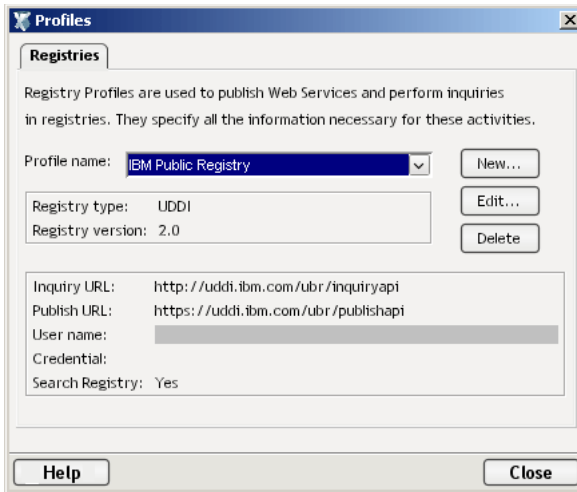 Profiles
Registries
Registry Profiles are used to publish Web Services and perform inquiries
in registries. They specify all the information necessary for these activities.
Profile name: IBM Public Registry New...
Registry type: UDDI Edit...
Registry version: 2.0 Delete
Inquiry URL: http://uddi.ibm.com/ubr/inquiryapi
Publish URL: https://uddi.ibm.com/ubr/publishapi
User name:
Credential:
Search Registry: Yes
Help Close